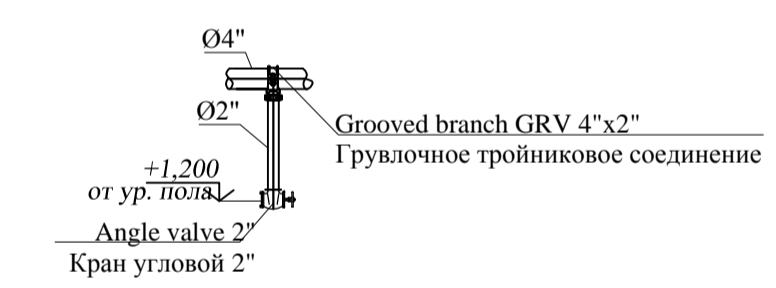 Ø4"
Ø2"
Grooved branch GRV 4"x2"
Грувлочное тройниковое соединение
+1,200
от ур. пола
Angle valve 2"
Кран угловой 2"